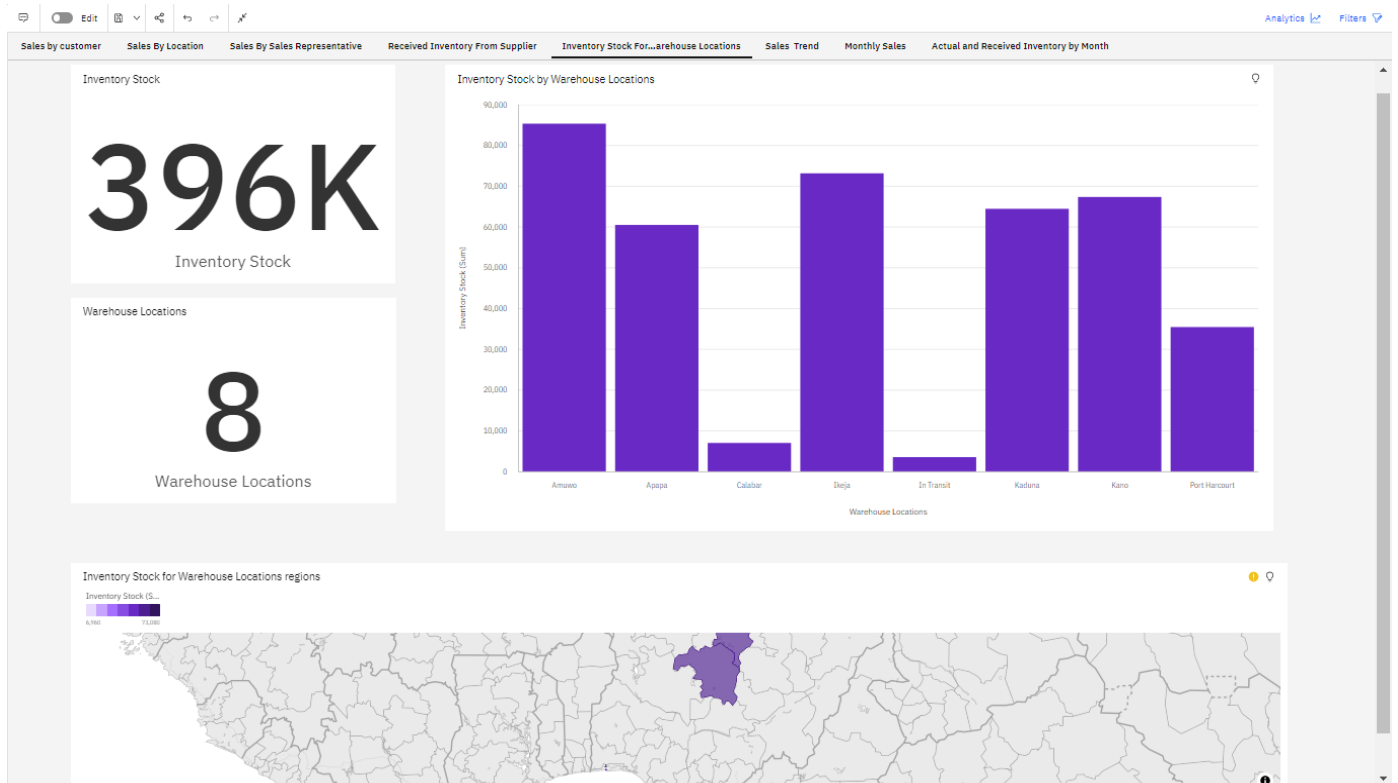 Edit
Analytics
Filters
Sales by customer
Sales By Location
Sales By Sales Representative
Received Inventory From Supplier
Inventory Stock For...arehouse Locations
Sales Trend
Monthly Sales
Actual and Received Inventory by Month
Inventory Stock
396K
Inventory Stock
Warehouse Locations
8
Warehouse Locations
Inventory Stock by Warehouse Locations
90,000
80,000
70,000
60,000
50,000
40,000
30,000
20,000
10,000
0
Inventory Stock (Sum)
Amuwo
Apapa
Calabar
Ikeja
In Transit
Kaduna
Kano
Port Harcourt
Warehouse Locations
Inventory Stock for Warehouse Locations regions
Inventory Stock (S...
6,960
73,080